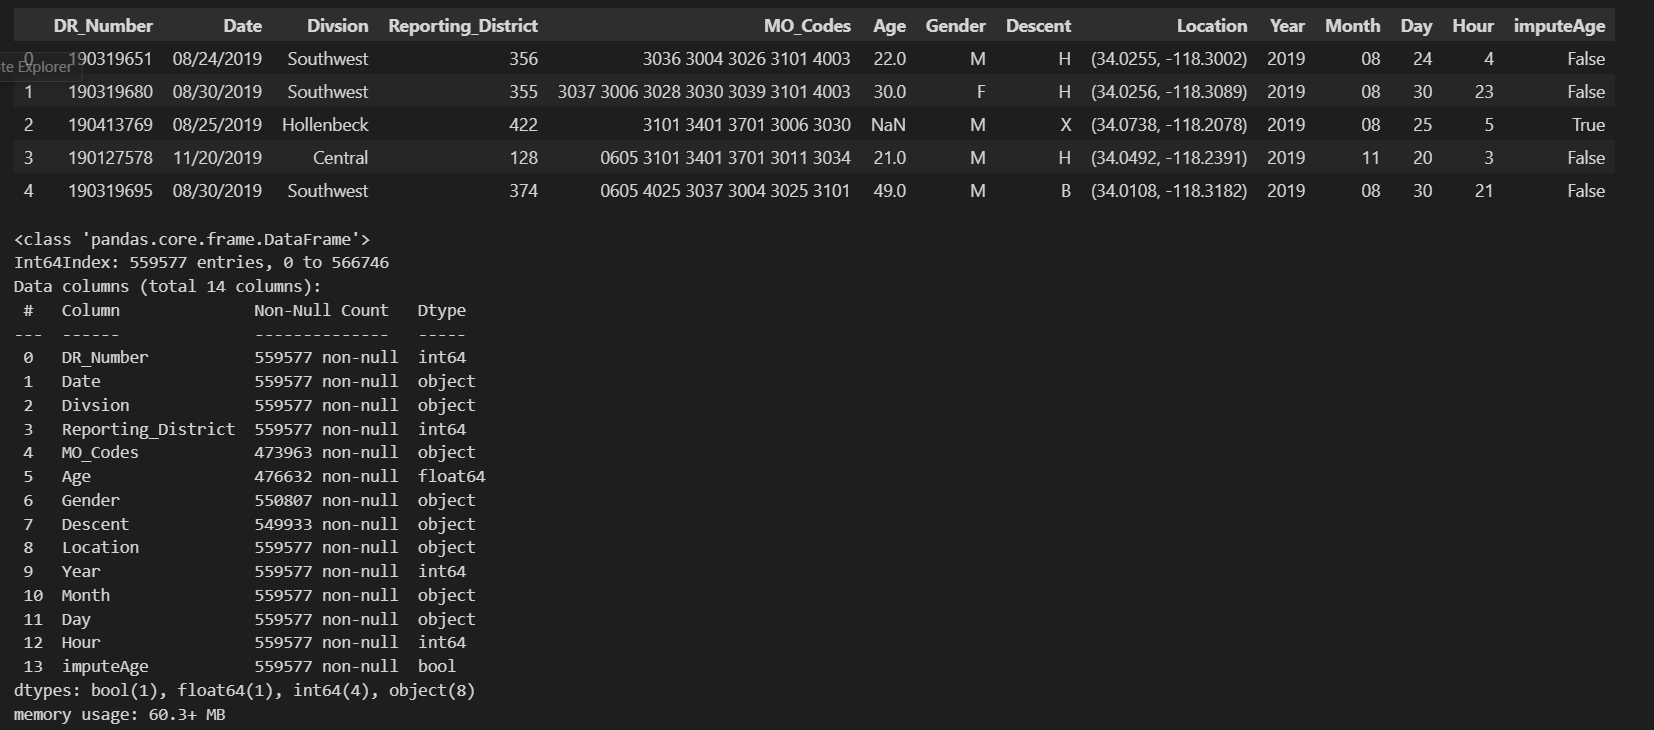 DR_Number Date Divsion Reporting_District MO_Codes Age Gender Descent Location Year Month Day Hour imputeAge
0 190319651 08/24/2019 Southwest 356 3036 3004 3026 3101 4003 22.0 M H (34.0255, -118.3002) 2019 08 24 4 False
te Explorer
1 190319680 08/30/2019 Southwest 355 3037 3006 3028 3030 3039 3101 4003 30.0 F H (34.0256, -118.3089) 2019 08 30 23 False
2 190413769 08/25/2019 Hollenbeck 422 3101 3401 3701 3006 3030 NaN M X (34.0738, -118.2078) 2019 08 25 5 True
3 190127578 11/20/2019 Central 128 0605 3101 3401 3701 3011 3034 21.0 M H (34.0492, -118.2391) 2019 11 20 3 False
4 190319695 08/30/2019 Southwest 374 0605 4025 3037 3004 3025 3101 49.0 M B (34.0108, -118.3182) 2019 08 30 21 False
<class 'pandas.core.frame.DataFrame'>
Int64Index: 559577 entries, 0 to 566746
Data columns (total 14 columns):
# Column Non-Null Count Dtype
--- ------ -------------- -----
0 DR_Number 559577 non-null int64
1 Date 559577 non-null object
2 Divsion 559577 non-null object
3 Reporting_District 559577 non-null int64
4 MO_Codes 473963 non-null object
5 Age 476632 non-null float64
6 Gender 550807 non-null object
7 Descent 549933 non-null object
8 Location 559577 non-null object
9 Year 559577 non-null int64
10 Month 559577 non-null object
11 Day 559577 non-null object
12 Hour 559577 non-null int64
13 imputeAge 559577 non-null bool
dtypes: bool(1), float64(1), int64(4), object(8)
memory usage: 60.3+ MB